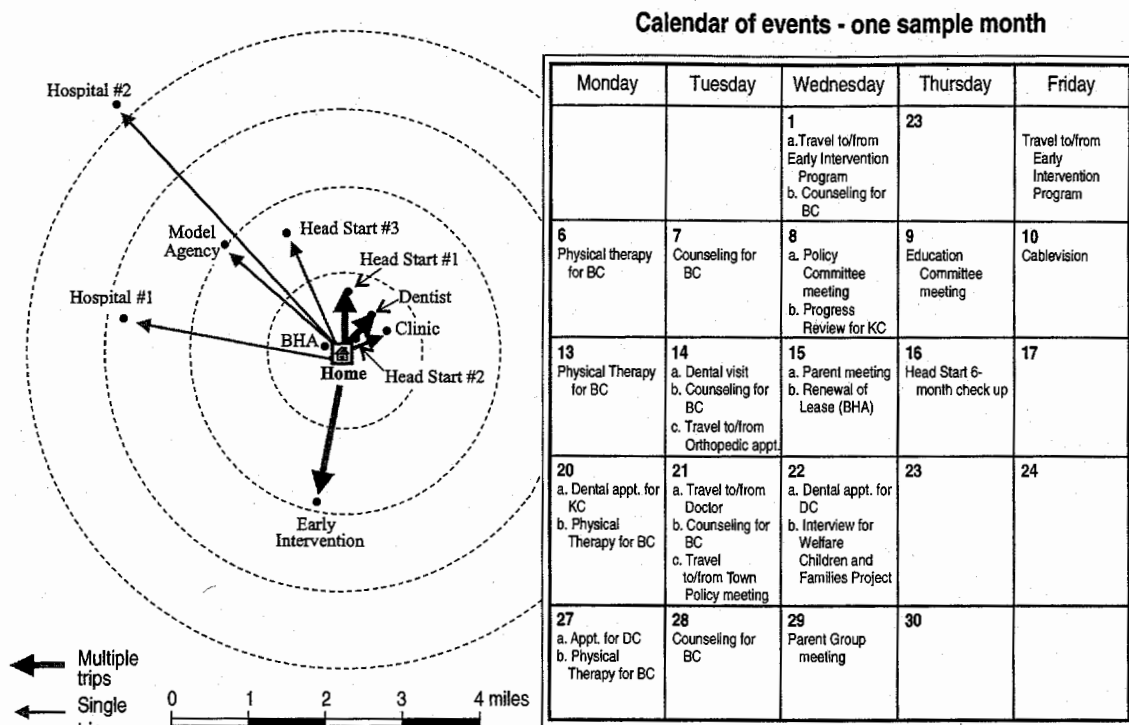 Calendar of events - one sample month
Hospital #2
Model
Agency
Head Start #3
Head Start #1
Hospital #1
Dentist
BHA
Clinic
Home
Head Start #2
Early
Intervention
Multiple
trips
Single
0 1 2 3 4 miles
Monday Tuesday Wednesday Thursday Friday
1
a.Travel to/from
Early Intervention
Program
b. Counseling for
BC
23
Travel to/from
Early
Intervention
Program
6
Physical therapy
for BC
7
Counseling for
BC
8
a. Policy
Committee
meeting
b. Progress
Review for KC
9
Education
Committee
meeting
10
Cablevision
13
Physical Therapy
for BC
14
a. Dental visit
b. Counseling for
BC
c. Travel to/from
Orthopedic appt.
15
a. Parent meeting
b. Renewal of
Lease (BHA)
16
Head Start 6-
month check up
17
20
a. Dental appt. for
KC
b. Physical
Therapy for BC
21
a. Travel to/from
Doctor
b. Counseling for
BC
c. Travel
to/from Town
Policy meeting
22
a. Dental appt. for
DC
b. Interview for
Welfare
Children and
Families Project
23
24
27
a. Appt. for DC
b. Physical
Therapy for BC
28
Counseling for
BC
29
Parent Group
meeting
30